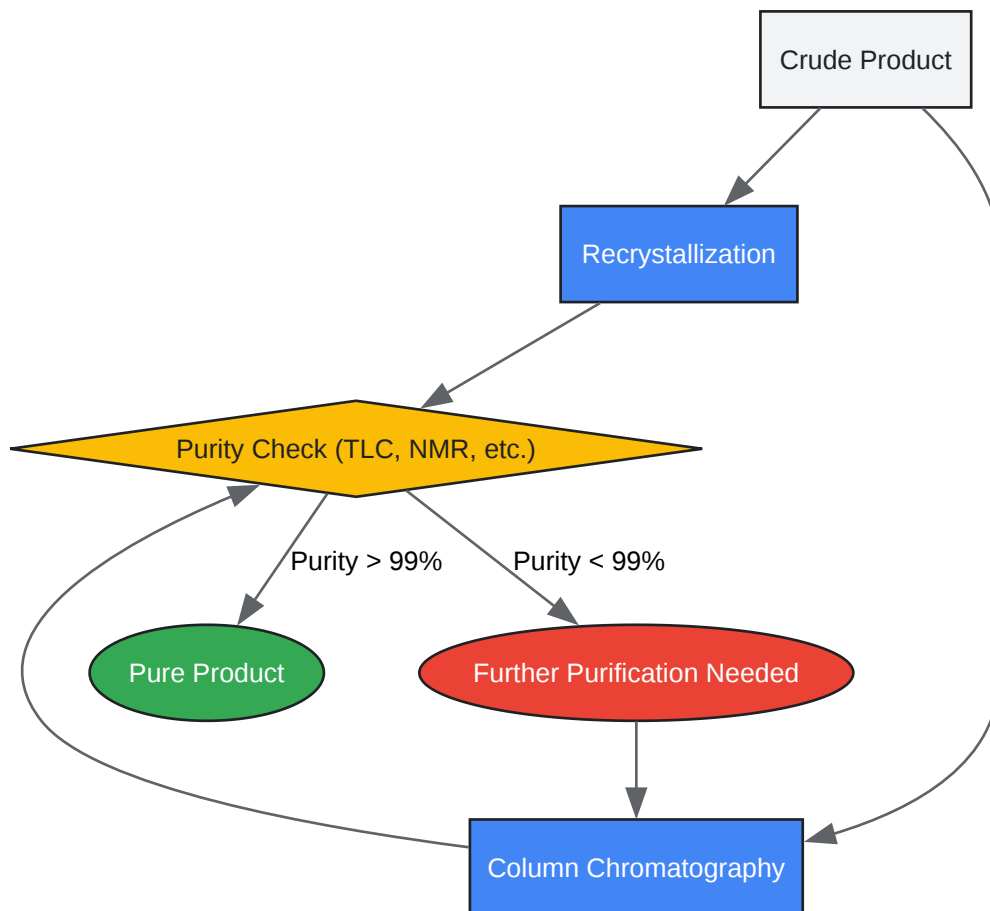 Crude Product
Recrystallization
Purity Check (TLC, NMR, etc.)
Purity > 99%
Purity < 99%
Pure Product
Further Purification Needed
Column Chromatography